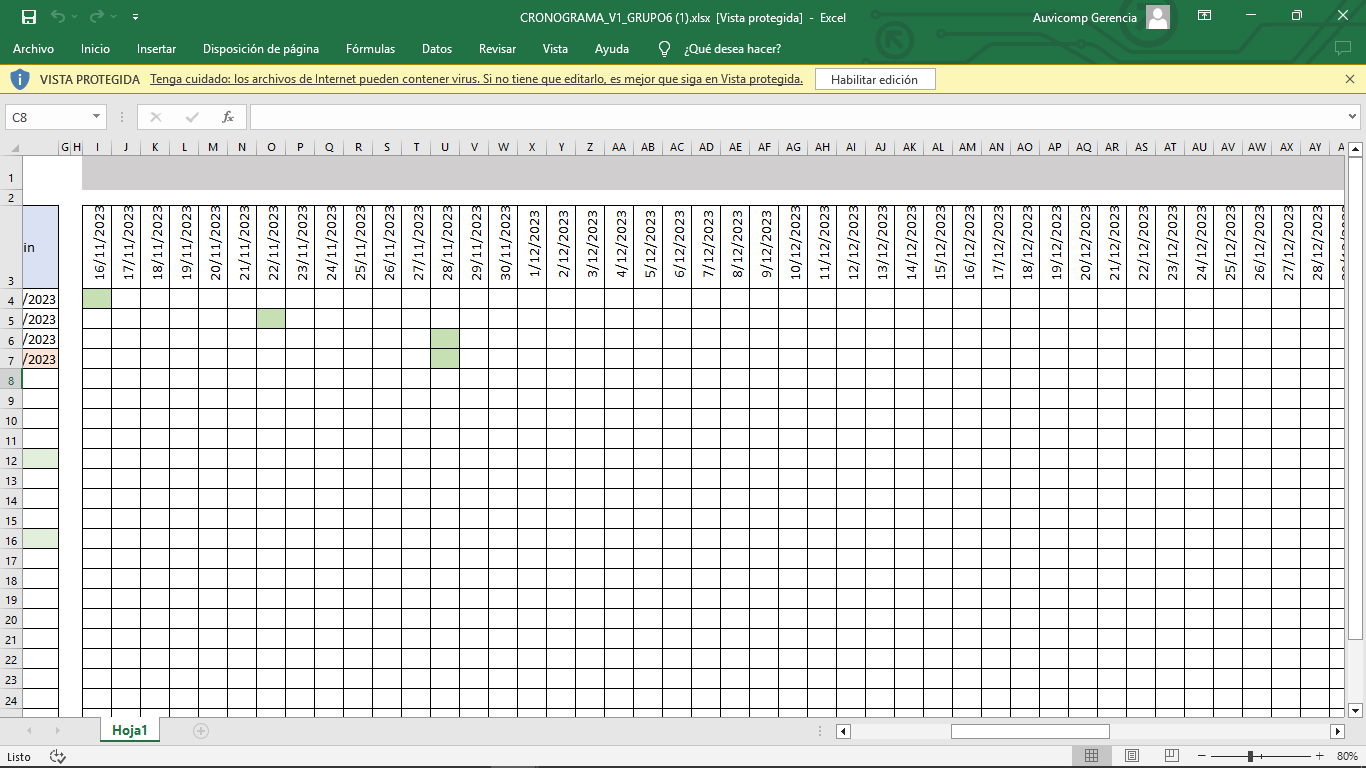 CRONOGRAMA_V1_GRUPO6 (1).xlsx [Vista protegida] - Excel
Auvicomp Gerencia
Archivo Inicio Insertar Disposición de página Fórmulas Datos Revisar Vista Ayuda ¿Qué desea hacer?
VISTA PROTEGIDA Tenga cuidado: los archivos de Internet pueden contener virus. Si no tiene que editarlo, es mejor que siga en Vista protegida. Habilitar edición
C8 fx
G H I J K L M N O P Q R S T U V W X Y Z AA AB AC AD AE AF AG AH AI AJ AK AL AM AN AO AP AQ AR AS AT AU AV AW AX AY
1
2
3 in 16/11/2023 17/11/2023 18/11/2023 19/11/2023 20/11/2023 21/11/2023 22/11/2023 23/11/2023 24/11/2023 25/11/2023 26/11/2023 27/11/2023 28/11/2023 29/11/2023 30/11/2023 1/12/2023 2/12/2023 3/12/2023 4/12/2023 5/12/2023 6/12/2023 7/12/2023 8/12/2023 9/12/2023 10/12/2023 11/12/2023 12/12/2023 13/12/2023 14/12/2023 15/12/2023 16/12/2023 17/12/2023 18/12/2023 19/12/2023 20/12/2023 21/12/2023 22/12/2023 23/12/2023 24/12/2023 25/12/2023 26/12/2023 27/12/2023 28/12/2023
4 /2023
5 /2023
6 /2023
7 /2023
8
9
10
11
12
13
14
15
16
17
18
19
20
21
22
23
24
Hoja1
Listo 80%